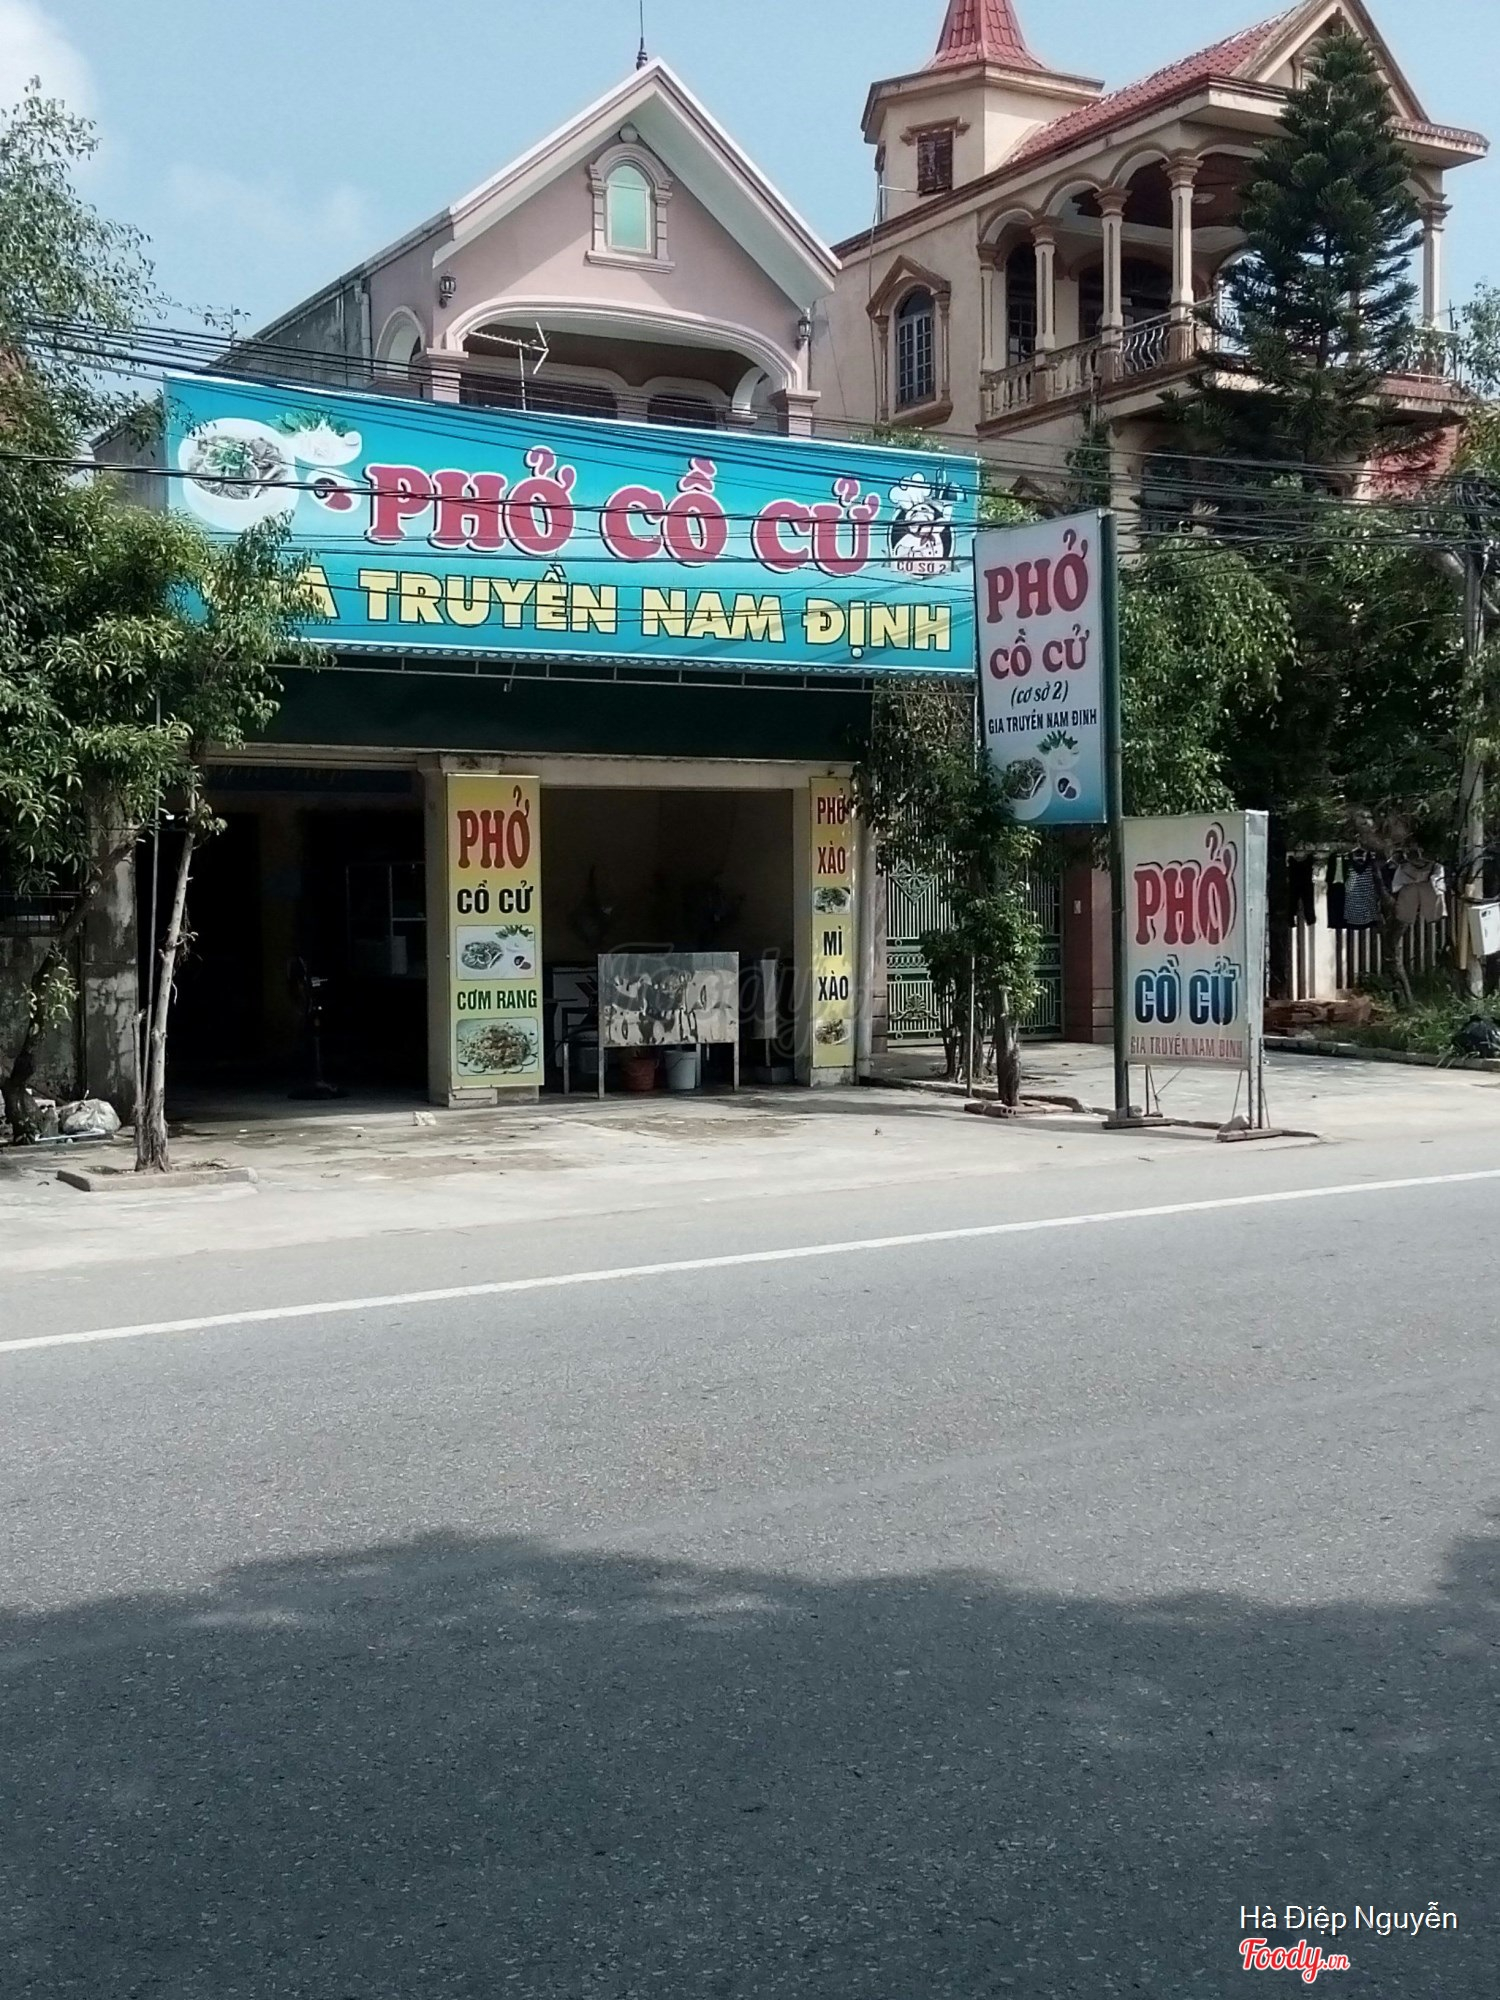 PHỞ CỒ CỬ
CƠ SỞ 2
GIA TRUYỀN NAM ĐỊNH
PHỞ
CỒ CỬ
(cơ sở 2)
GIA TRUYỀN NAM ĐỊNH
PHỞ
CỒ CỬ
CƠM RANG
PHỞ
XÀO
MÌ
XÀO
PHỞ
CỒ CỬ
GIA TRUYỀN NAM ĐỊNH
Foody.vn
Hà Điệp Nguyễn
Foody.vn